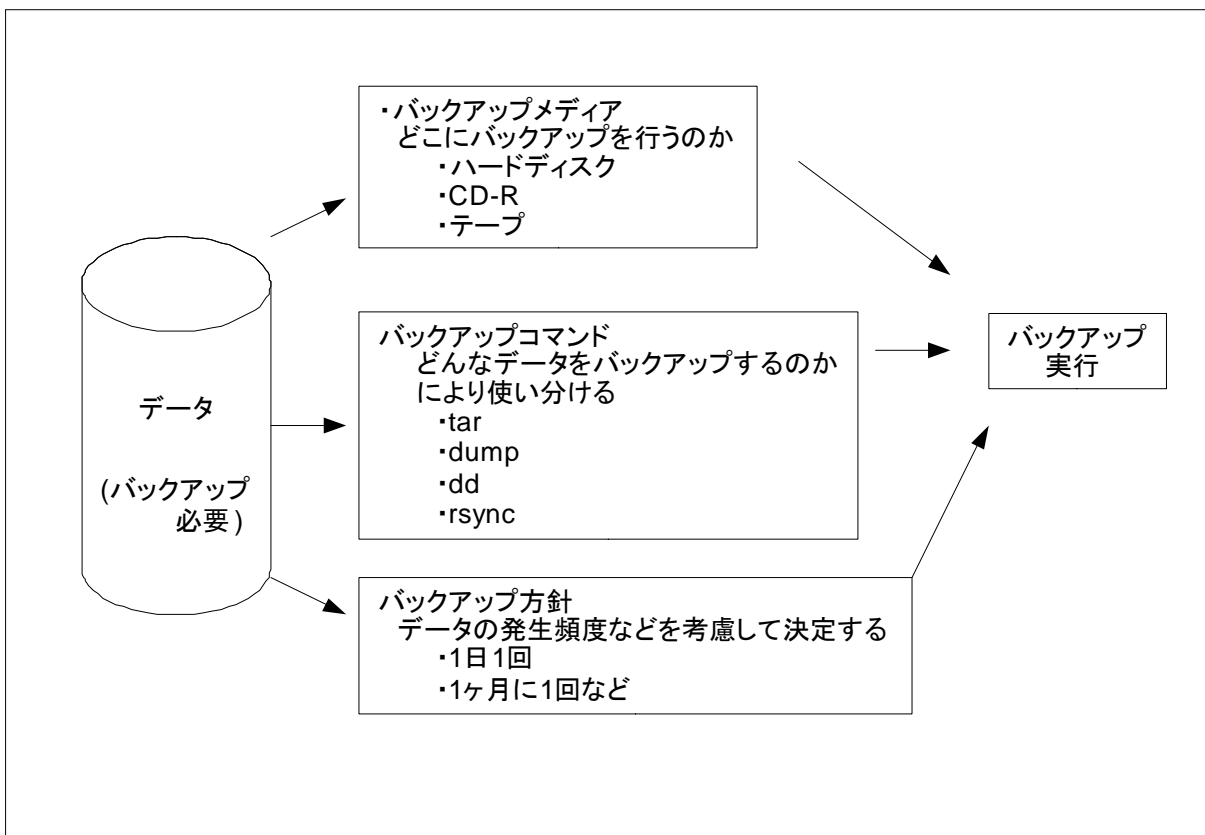 ・バックアップメディア
どこにバックアップを行うのか
・ハードディスク
・CD-R
・テープ
データ
(バックアップ
必要)
バックアップコマンド
どんなデータをバックアップするのか
により使い分ける
・tar
・dump
・dd
・rsync
バックアップ方針
データの発生頻度などを考慮して決定する
・1日1回
・1ヶ月に1回など
バックアップ
実行